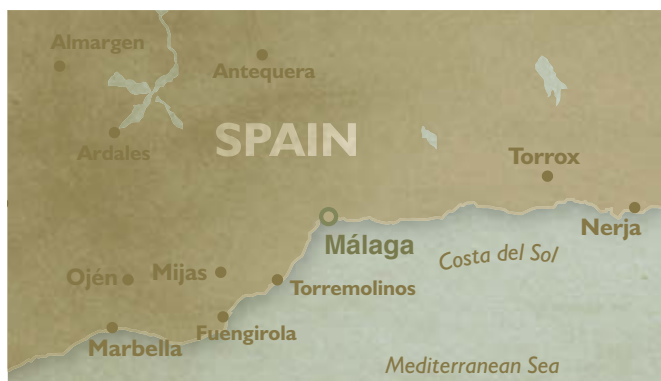 Almargen
Antequera
Ardales
SPAIN
Torrox
Nerja
Málaga
Costa del Sol
Ojén
Mijas
Torremolinos
Fuengirola
Marbella
Mediterranean Sea